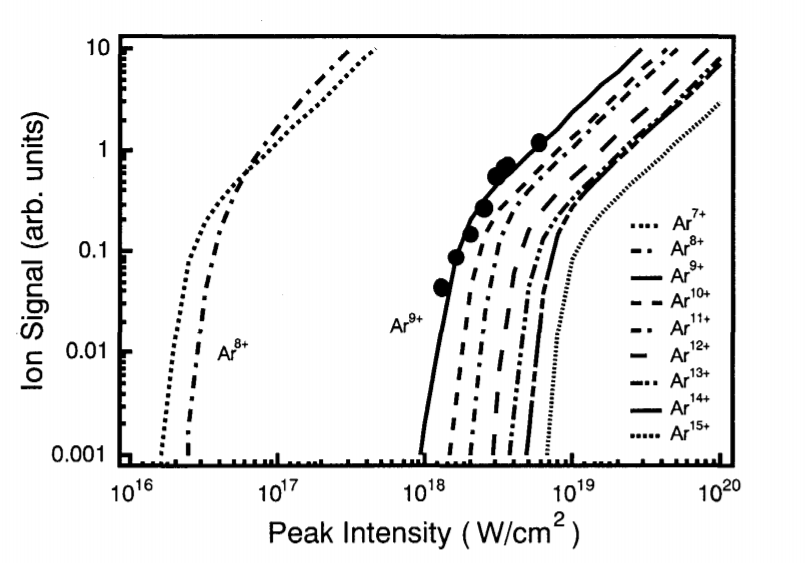 10
1
0.1
0.01
0.001
Ion Signal (arb. units)
Ar8+
Ar9+
Ar7+
Ar8+
Ar9+
Ar10+
Ar11+
Ar12+
Ar13+
Ar14+
Ar15+
10^16 10^17 10^18 10^19 10^20
Peak Intensity ( W/cm^2 )